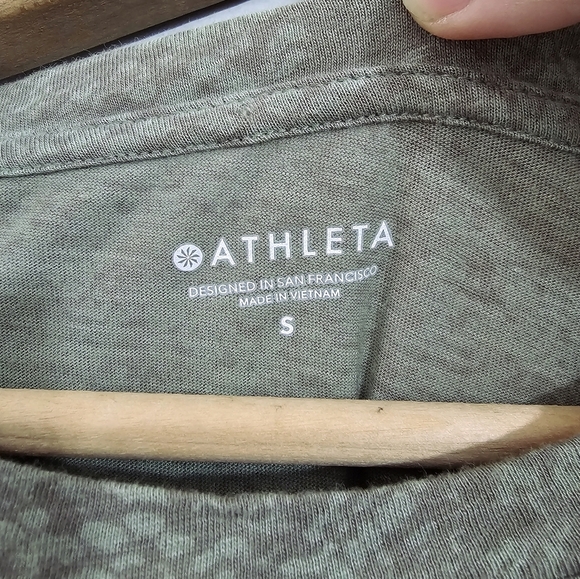 ATHLETA
DESIGNED IN SAN FRANCISCO
MADE IN VIETNAM
S